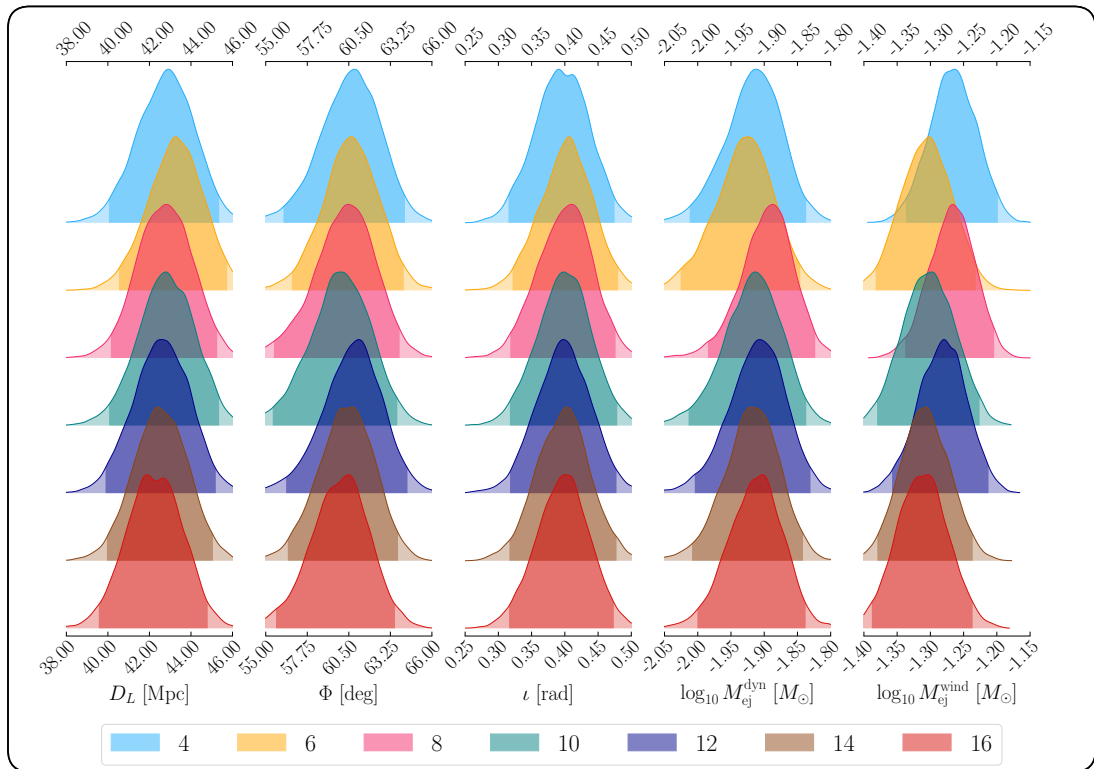 38.00 40.00 42.00 44.00 46.00 55.00 57.75 60.50 63.25 66.00 0.25 0.30 0.35 0.40 0.45 0.50 -2.05 -2.00 -1.95 -1.90 -1.85 -1.80 -1.40 -1.35 -1.30 -1.25 -1.20 -1.15
38.00 40.00 42.00 44.00 46.00 55.00 57.75 60.50 63.25 66.00 0.25 0.30 0.35 0.40 0.45 0.50 -2.05 -2.00 -1.95 -1.90 -1.85 -1.80 -1.40 -1.35 -1.30 -1.25 -1.20 -1.15
D_L [Mpc] Φ [deg] ι [rad] log₁₀ M_ej^dyn [M_⊙] log₁₀ M_ej^wind [M_⊙]
4 6 8 10 12 14 16